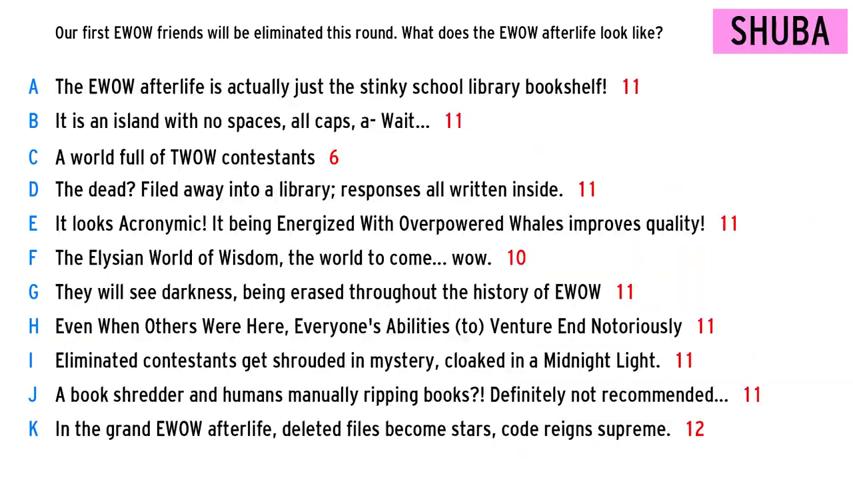 Our first EWOW friends will be eliminated this round. What does the EWOW afterlife look like?
SHUBA
A The EWOW afterlife is actually just the stinky school library bookshelf! 11
B It is an island with no spaces, all caps, a- Wait... 11
C A world full of TWOW contestants 6
D The dead? Filed away into a library; responses all written inside. 11
E It looks Acronymic! It being Energized With Overpowered Whales improves quality! 11
F The Elysian World of Wisdom, the world to come... wow. 10
G They will see darkness, being erased throughout the history of EWOW 11
H Even When Others Were Here, Everyone's Abilities (to) Venture End Notoriously 11
I Eliminated contestants get shrouded in mystery, cloaked in a Midnight Light. 11
J A book shredder and humans manually ripping books?! Definitely not recommended... 11
K In the grand EWOW afterlife, deleted files become stars, code reigns supreme. 12